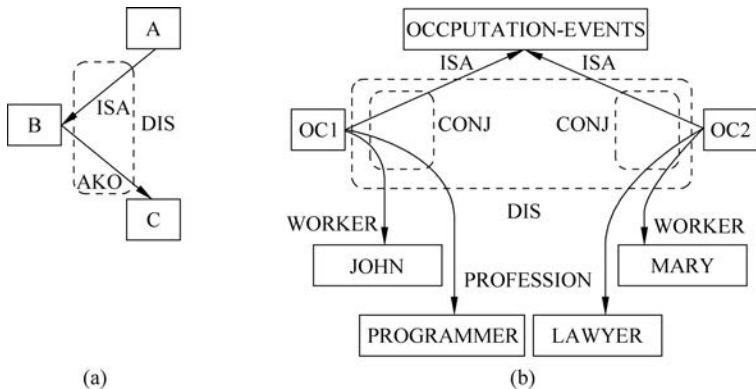 A
ISA
B
DIS
AKO
C
(a)
OCCPUTATION-EVENTS
ISA ISA
OC1 CONJ CONJ OC2
DIS
WORKER WORKER
JOHN MARY
PROFESSION
PROGRAMMER LAWYER
(b)